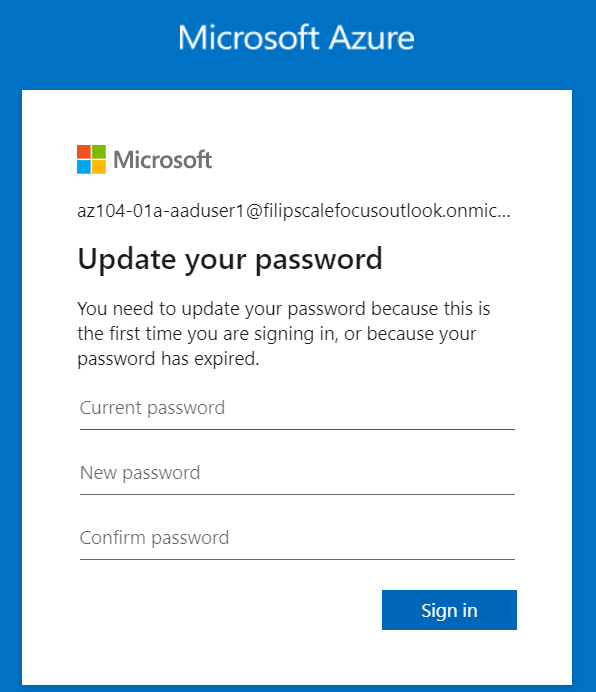 Microsoft Azure
Microsoft
az104-01a-aaduser1@filipscalefocusoutlook.onmic...
Update your password
You need to update your password because this is
the first time you are signing in, or because your
password has expired.
Current password
New password
Confirm password
Sign in